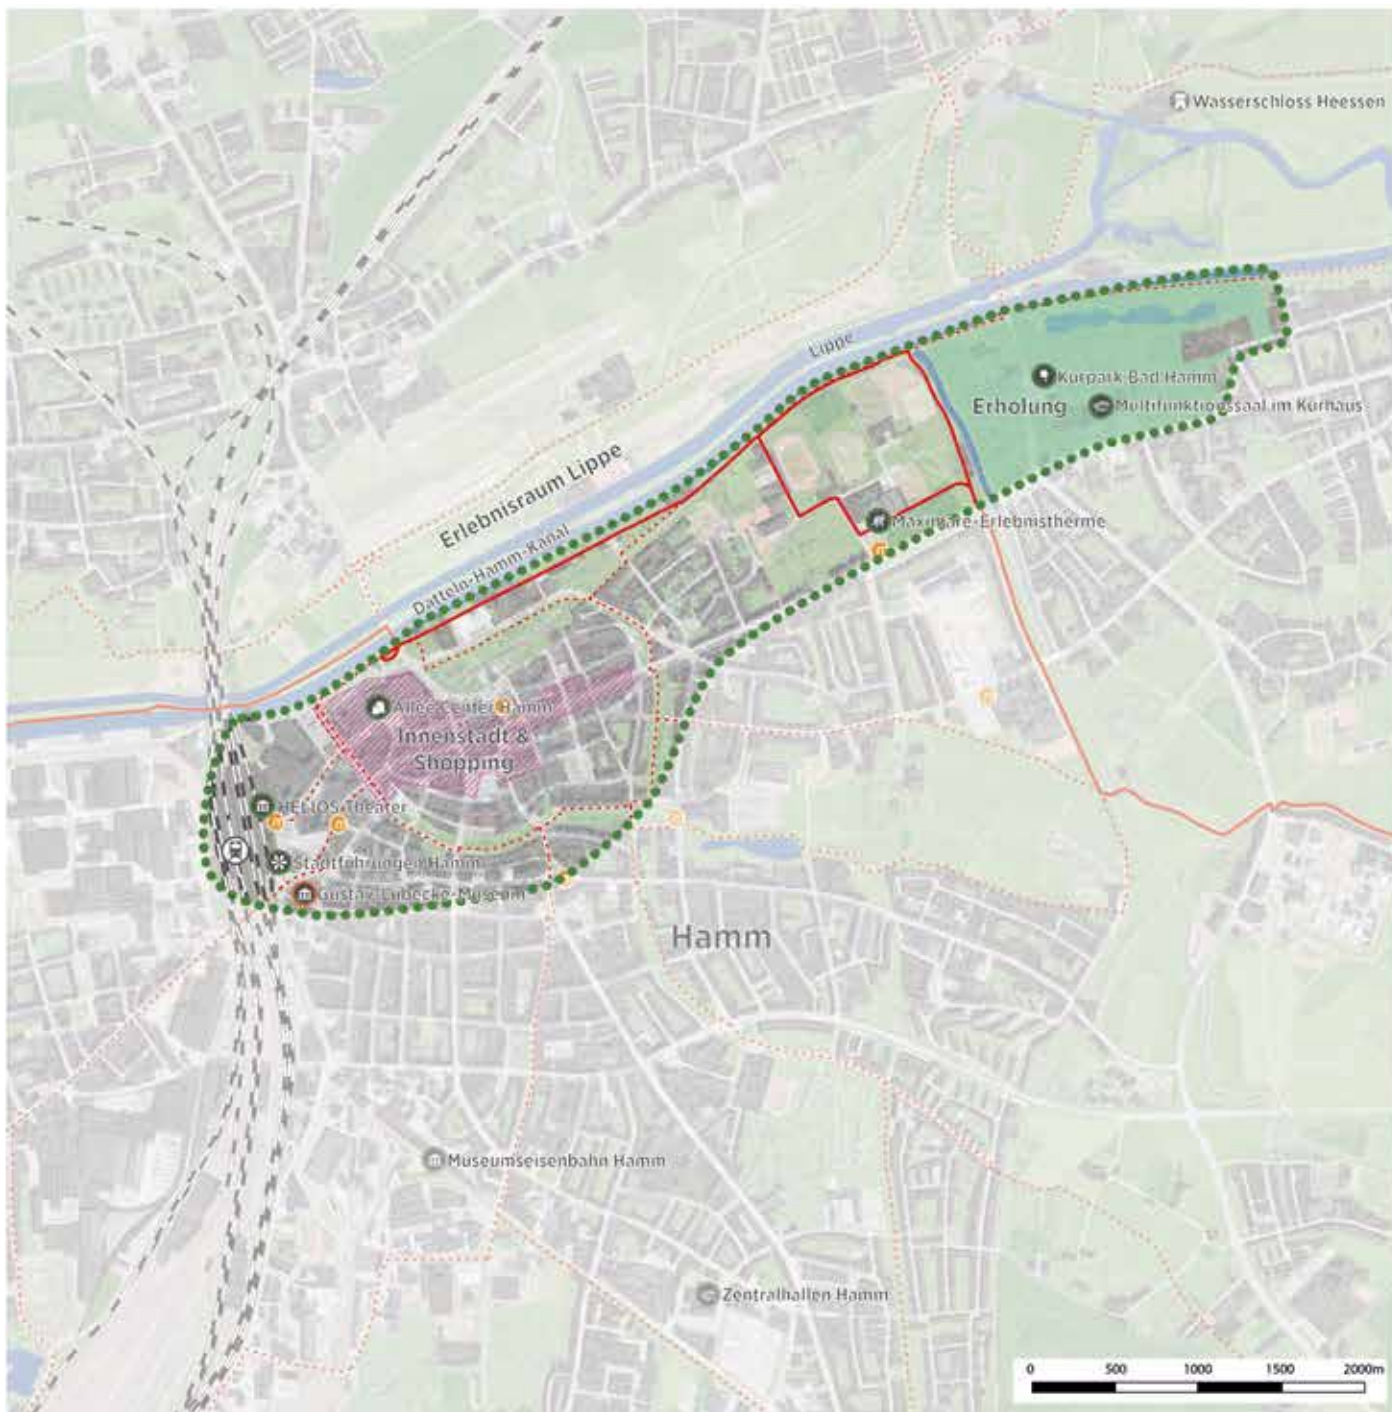 Wasserschloss Heessen
Lippe
Kurpark Bad Hamm
Erholung
Multifunktionssaal im Kurhaus
Erlebnisraum Lippe
Maximare-Erlebnistherme
Datteln-Hamm-Kanal
Allee-Center Hamm
Innenstadt &
Shopping
HELIOS Theater
Stadtführungen Hamm
Gustav-Lübcke-Museum
Hamm
Museumseisenbahn Hamm
Zentralhallen Hamm
0 500 1000 1500 2000m